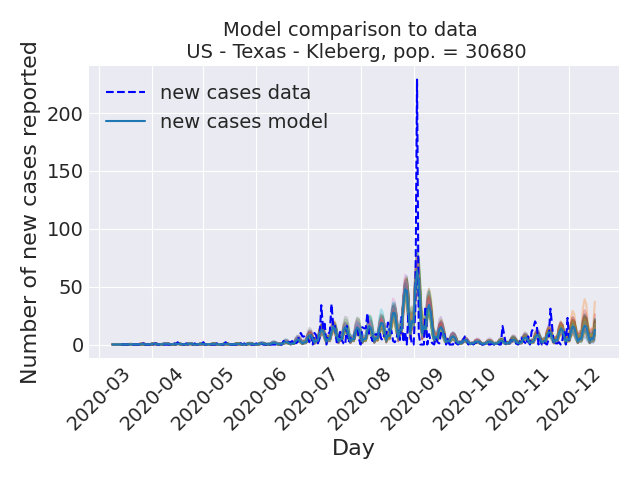 Model comparison to data
US - Texas - Kleberg, pop. = 30680
Number of new cases reported
200
150
100
50
0
new cases data
new cases model
2020-03
2020-04
2020-05
2020-06
2020-07
2020-08
2020-09
2020-10
2020-11
2020-12
Day